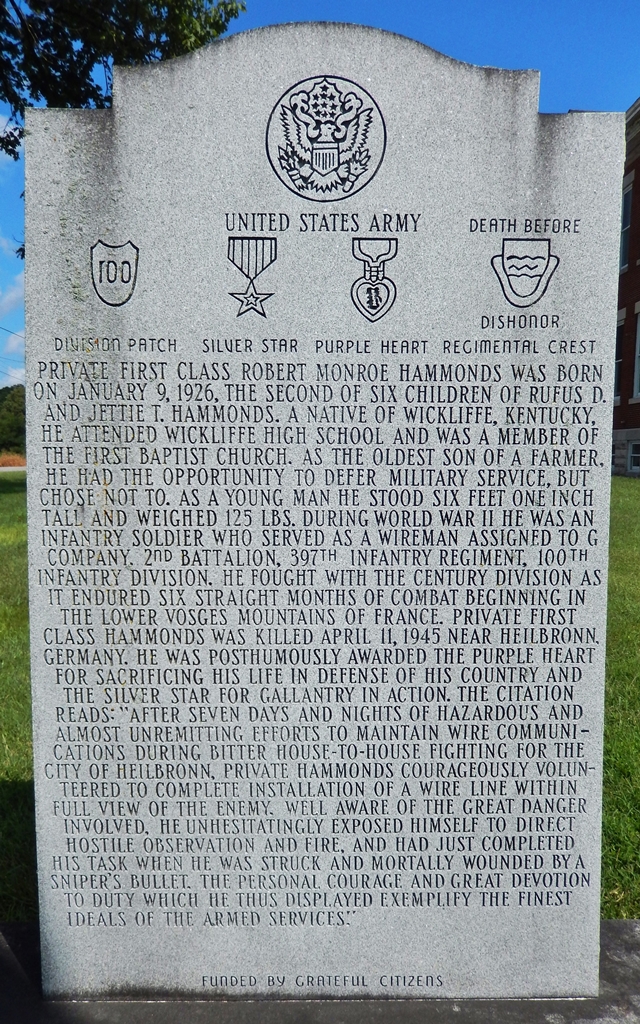 UNITED STATES ARMY
DEATH BEFORE
100
DISHONOR
DIVISION PATCH SILVER STAR PURPLE HEART REGIMENTAL CREST
PRIVATE FIRST CLASS ROBERT MONROE HAMMONDS WAS BORN
ON JANUARY 9, 1926, THE SECOND OF SIX CHILDREN OF RUFUS D.
AND JETTIE T. HAMMONDS. A NATIVE OF WICKLIFFE, KENTUCKY,
HE ATTENDED WICKLIFFE HIGH SCHOOL AND WAS A MEMBER OF
THE FIRST BAPTIST CHURCH. AS THE OLDEST SON OF A FARMER,
HE HAD THE OPPORTUNITY TO DEFER MILITARY SERVICE, BUT
CHOSE NOT TO. AS A YOUNG MAN HE STOOD SIX FEET ONE INCH
TALL AND WEIGHED 125 LBS. DURING WORLD WAR II HE WAS AN
INFANTRY SOLDIER WHO SERVED AS A WIREMAN ASSIGNED TO G
COMPANY, 2ND BATTALION, 397TH INFANTRY REGIMENT, 100TH
INFANTRY DIVISION. HE FOUGHT WITH THE CENTURY DIVISION AS
IT ENDURED SIX STRAIGHT MONTHS OF COMBAT BEGINNING IN
THE LOWER VOSGES MOUNTAINS OF FRANCE. PRIVATE FIRST
CLASS HAMMONDS WAS KILLED APRIL 11, 1945 NEAR HEILBRONN,
GERMANY. HE WAS POSTHUMOUSLY AWARDED THE PURPLE HEART
FOR SACRIFICING HIS LIFE IN DEFENSE OF HIS COUNTRY AND
THE SILVER STAR FOR GALLANTRY IN ACTION. THE CITATION
READS: "AFTER SEVEN DAYS AND NIGHTS OF HAZARDOUS AND
ALMOST UNREMITTING EFFORTS TO MAINTAIN WIRE COMMUNI-
CATIONS DURING BITTER HOUSE-TO-HOUSE FIGHTING FOR THE
CITY OF HEILBRONN, PRIVATE HAMMONDS COURAGEOUSLY VOLUN-
TEERED TO COMPLETE INSTALLATION OF A WIRE LINE WITHIN
FULL VIEW OF THE ENEMY. WELL AWARE OF THE GREAT DANGER
INVOLVED, HE UNHESITATINGLY EXPOSED HIMSELF TO DIRECT
HOSTILE OBSERVATION AND FIRE, AND HAD JUST COMPLETED
HIS TASK WHEN HE WAS STRUCK AND MORTALLY WOUNDED BY A
SNIPER'S BULLET. THE PERSONAL COURAGE AND GREAT DEVOTION
TO DUTY WHICH HE THUS DISPLAYED EXEMPLIFY THE FINEST
IDEALS OF THE ARMED SERVICES."
FUNDED BY GRATEFUL CITIZENS